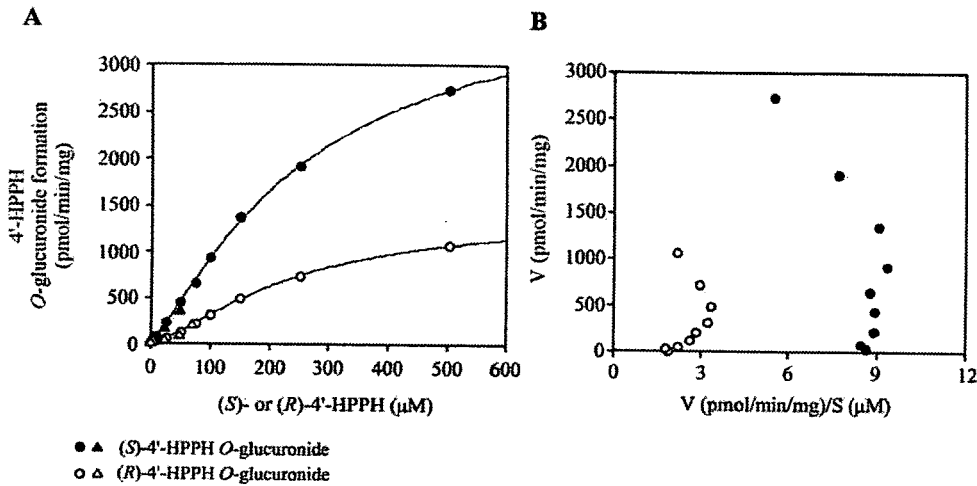 A
B
3000
2500
2000
1500
1000
500
0
4'-HPPH
O-glucuronide formation
(pmol/min/mg)
0 100 200 300 400 500 600
(S)- or (R)-4'-HPPH (μM)
3000
2500
2000
1500
1000
500
0
V (pmol/min/mg)
0 3 6 9 12
V (pmol/min/mg)/S (μM)
(S)-4'-HPPH O-glucuronide
(R)-4'-HPPH O-glucuronide